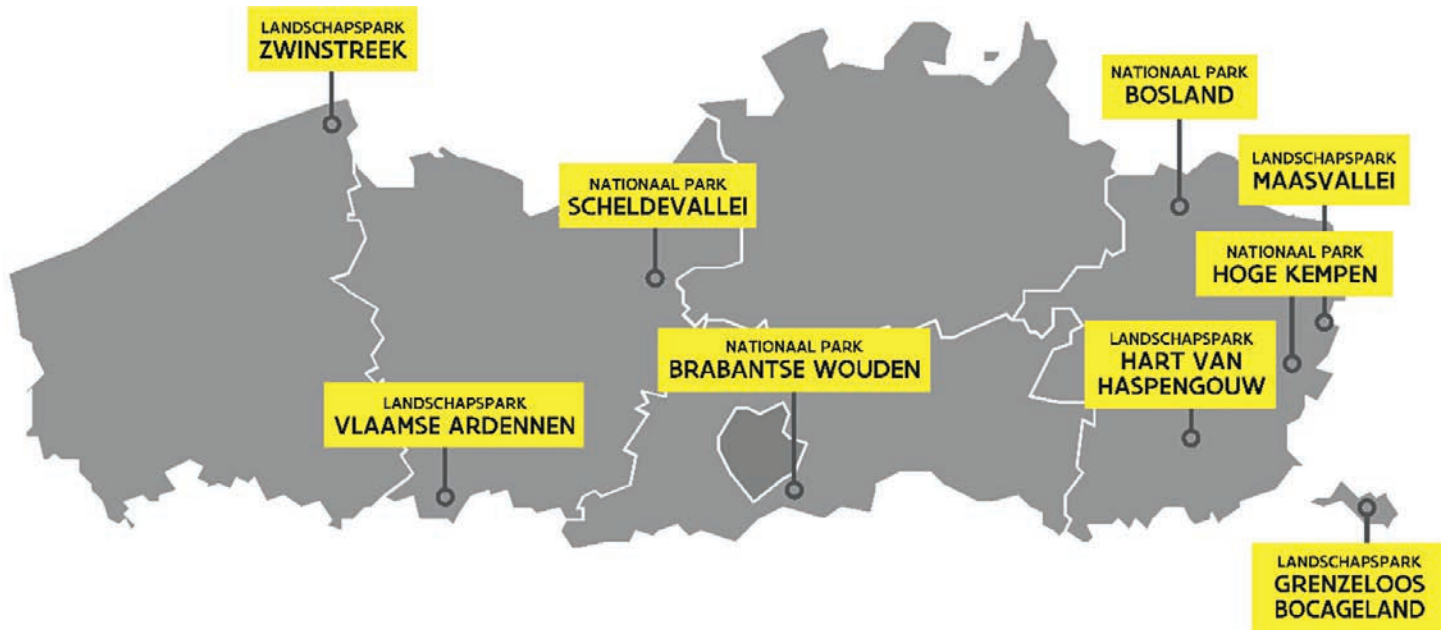 LANDSCHAPSPARK
ZWINSTREEK
NATIONAAL PARK
BOSLAND
LANDSCHAPSPARK
MAASVALLEI
NATIONAAL PARK
SCHELDEVALLEI
NATIONAAL PARK
HOGE KEMPEN
NATIONAAL PARK
BRABANTSE WOUDEN
LANDSCHAPSPARK
HART VAN
HASPENGOUW
LANDSCHAPSPARK
VLAAMSE ARDENNEN
LANDSCHAPSPARK
GRENZELOOS
BOCAGELAND